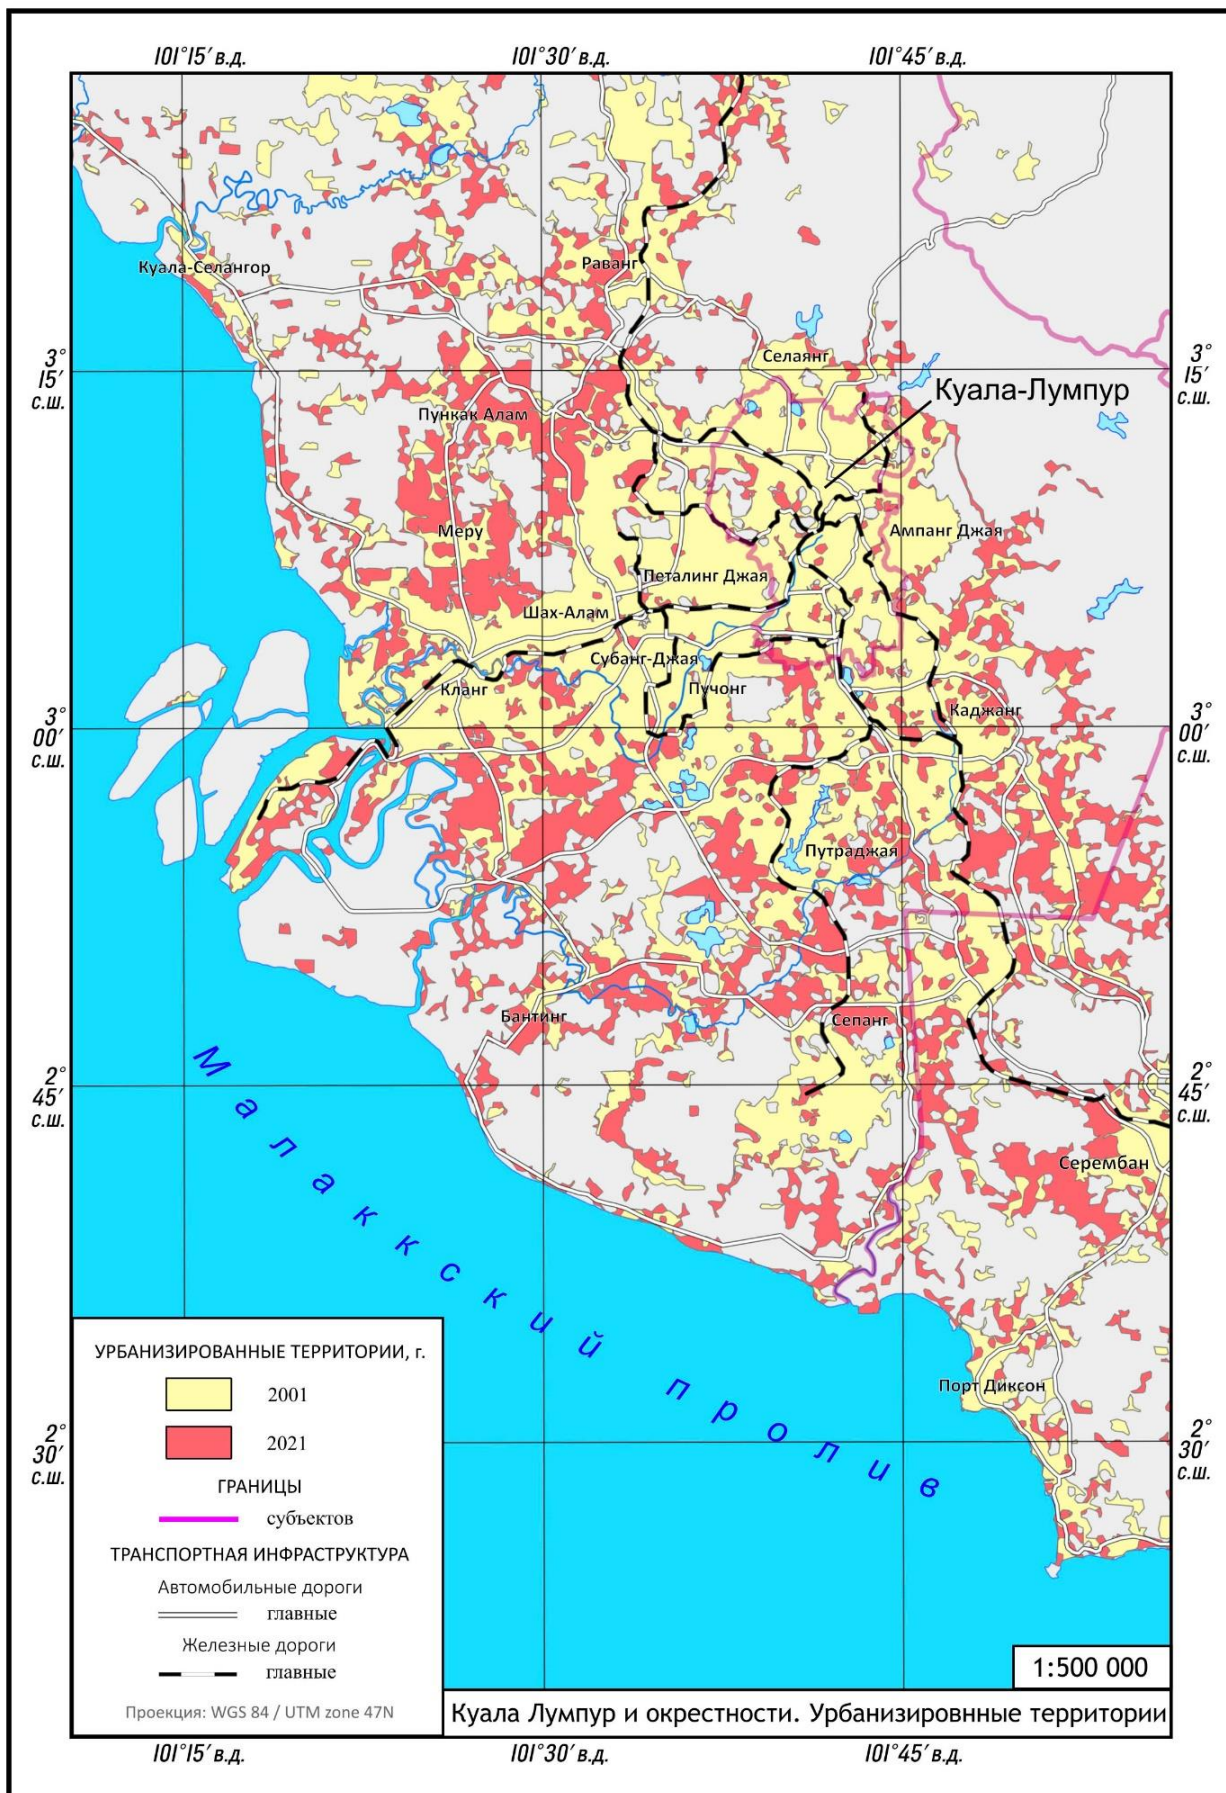 101°15′ в.д.
101°30′ в.д.
101°45′ в.д.
Куала-Селангор
Раванг
3°
15′
с.ш.
3°
15′
с.ш.
Селаянг
Куала-Лумпур
Пункак Алам
Меру
Ампанг Джая
Петалинг Джая
Шах-Алам
Субанг-Джая
Кланг
Пучонг
Каджанг
3°
00′
с.ш.
3°
00′
с.ш.
Путраджая
Бантинг
Сепанг
2°
45′
с.ш.
2°
45′
с.ш.
Малаккский пролив
Серембан
Порт Диксон
2°
30′
с.ш.
2°
30′
с.ш.
УРБАНИЗИРОВАННЫЕ ТЕРРИТОРИИ, г.
2001
2021
ГРАНИЦЫ
субъектов
ТРАНСПОРТНАЯ ИНФРАСТРУКТУРА
Автомобильные дороги
главные
Железные дороги
главные
Проекция: WGS 84 / UTM zone 47N
1:500 000
Куала Лумпур и окрестности. Урбанизировнные территории
101°15′ в.д.
101°30′ в.д.
101°45′ в.д.